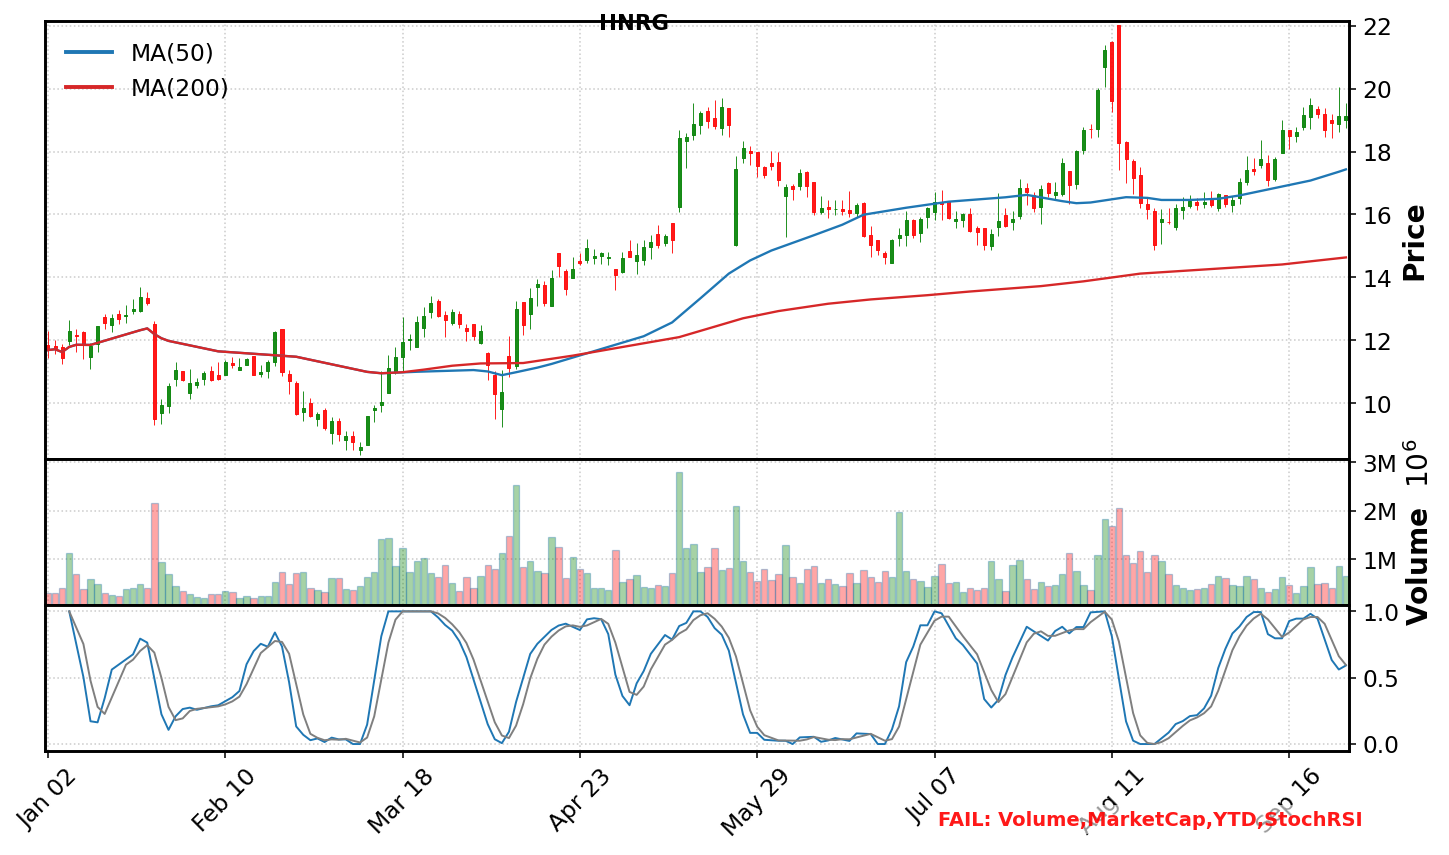 HNRG
MA(50)
MA(200)
22
20
18
16
14
12
10
Price
3M
2M
1M
Volume 10^6
1.0
0.5
0.0
Jan 02
Feb 10
Mar 18
Apr 23
May 29
Jul 07
Aug 11
Sep 16
FAIL: Volume,MarketCap,YTD,StochRSI